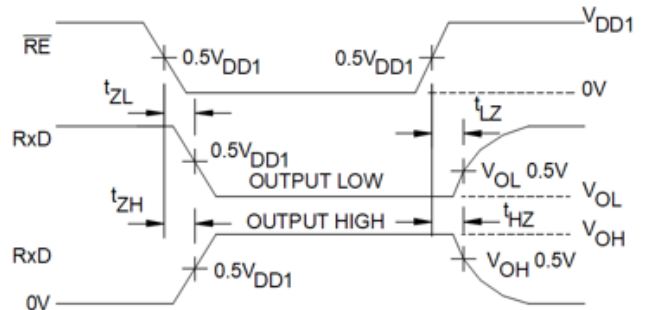 RE
0.5VDD1
0.5VDD1
VDD1
tZL
0V
tLZ
RxD
0.5VDD1
OUTPUT LOW
VOL 0.5V
VOL
tZH
OUTPUT HIGH
tHZ
VOH
RxD
0.5VDD1
VOH 0.5V
0V